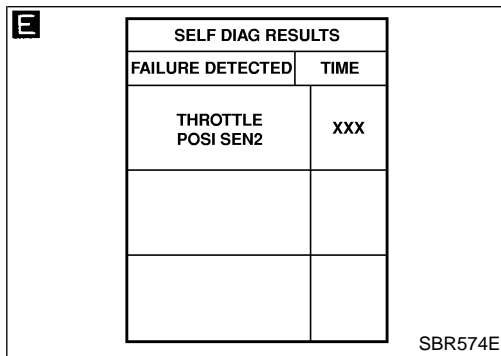 E
SELF DIAG RESULTS
FAILURE DETECTED TIME
THROTTLE
POSI SEN2 XXX
SBR574E